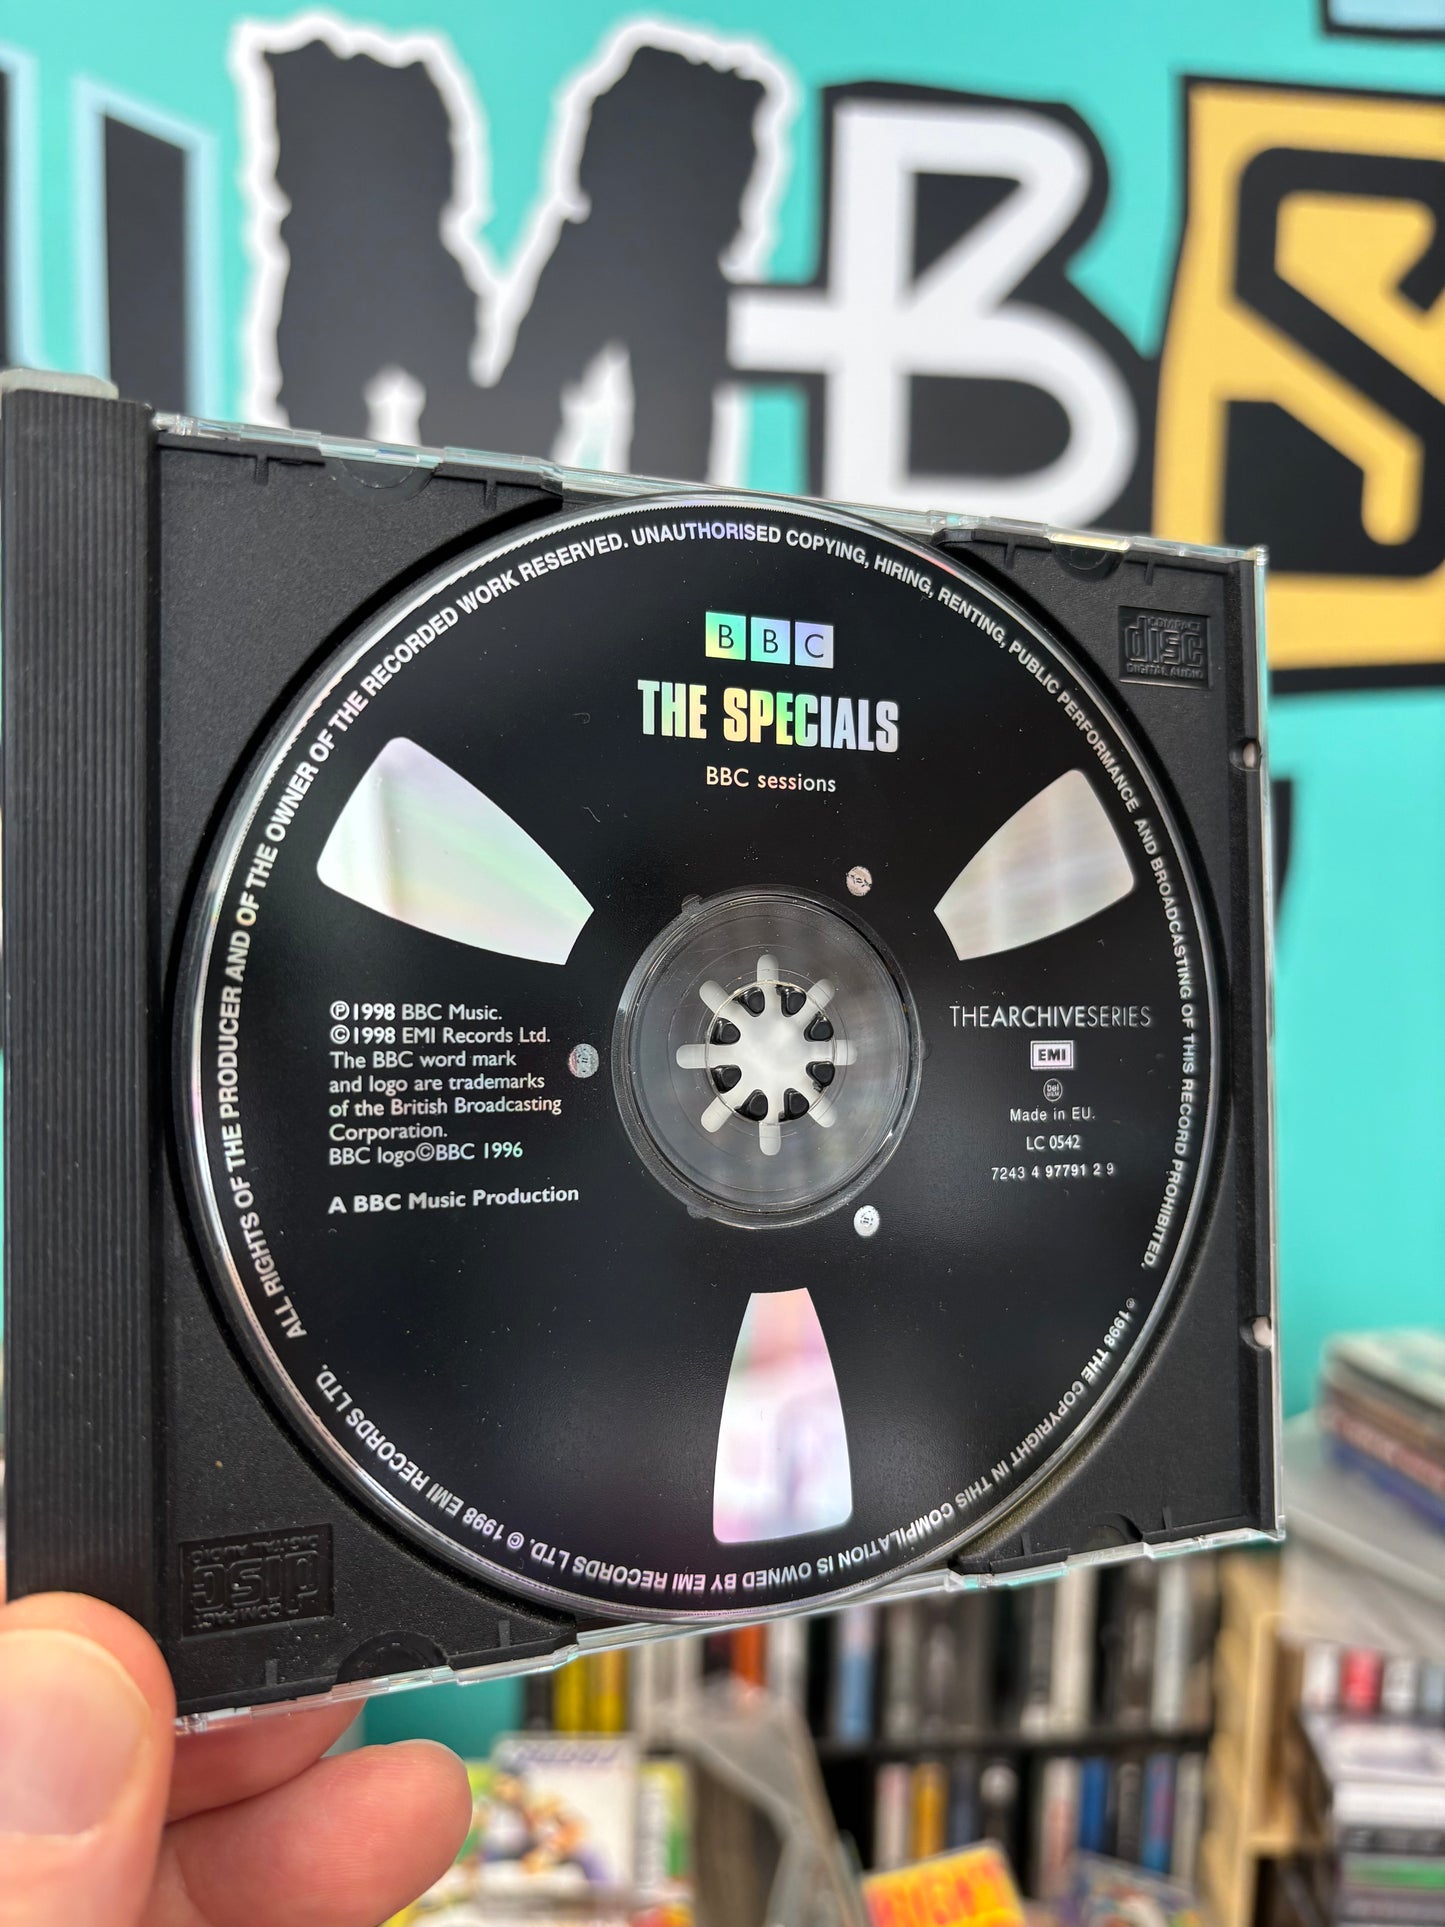 MBS
BBC
THE SPECIALS
BBC sessions
ALL RIGHTS OF THE PRODUCER AND OF THE OWNER OF THE RECORDED WORK RESERVED. UNAUTHORISED COPYING, HIRING, RENTING, PUBLIC PERFORMANCE AND BROADCASTING OF THIS RECORD PROHIBITED.
℗ 1998 THE COPYRIGHT IN THIS COMPILATION IS OWNED BY EMI RECORDS LTD. © 1998 EMI RECORDS LTD.
℗1998 BBC Music.
©1998 EMI Records Ltd.
The BBC word mark
and logo are trademarks
of the British Broadcasting
Corporation.
BBC logo©BBC 1996
A BBC Music Production
THEARCHIVESERIES
EMI
bel
BIEM
Made in EU.
LC 0542
7243 4 97791 2 9
COMPACT
disc
DIGITAL AUDIO
COMPACT
disc
DIGITAL AUDIO